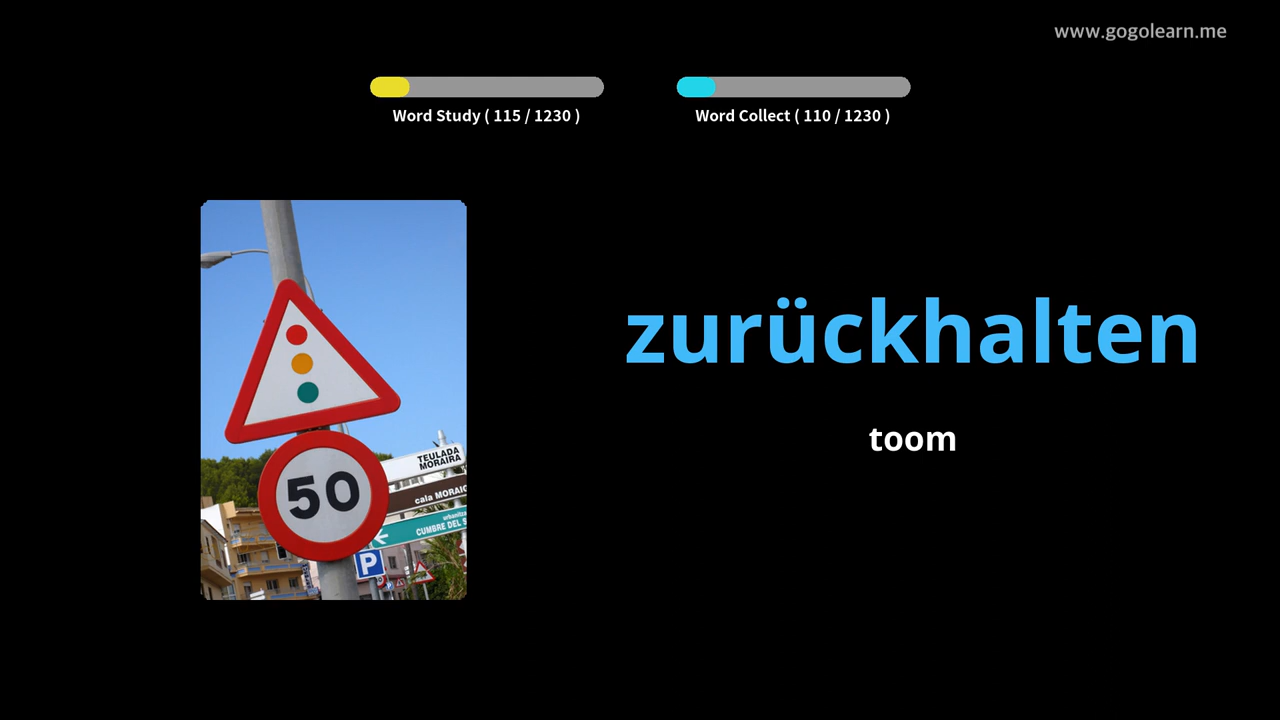 www.gogolearn.me
Word Study ( 115 / 1230 )
Word Collect ( 110 / 1230 )
zurückhalten
toom
50
TEULADA
MORAIRA
cala MORAIG
CUMBRE DEL S
P